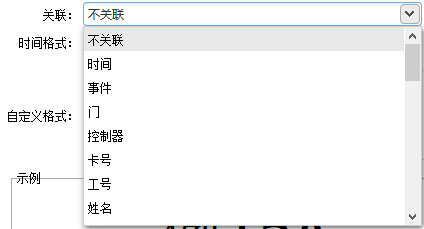 关联： 不关联
时间格式： 不关联
时间
事件
自定义格式： 门
控制器
卡号
示例 工号
姓名